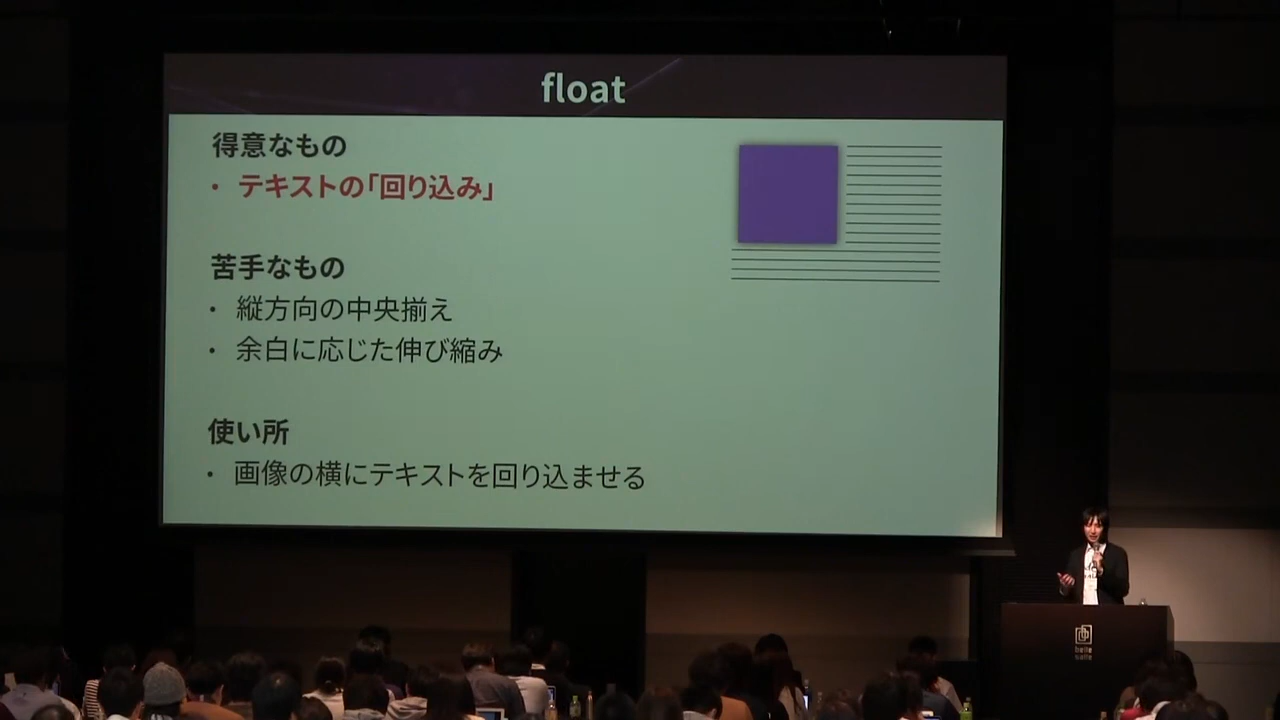 float
得意なもの
・ テキストの「回り込み」
苦手なもの
・ 縦方向の中央揃え
・ 余白に応じた伸び縮み
使い所
・ 画像の横にテキストを回り込ませる
belle
salle